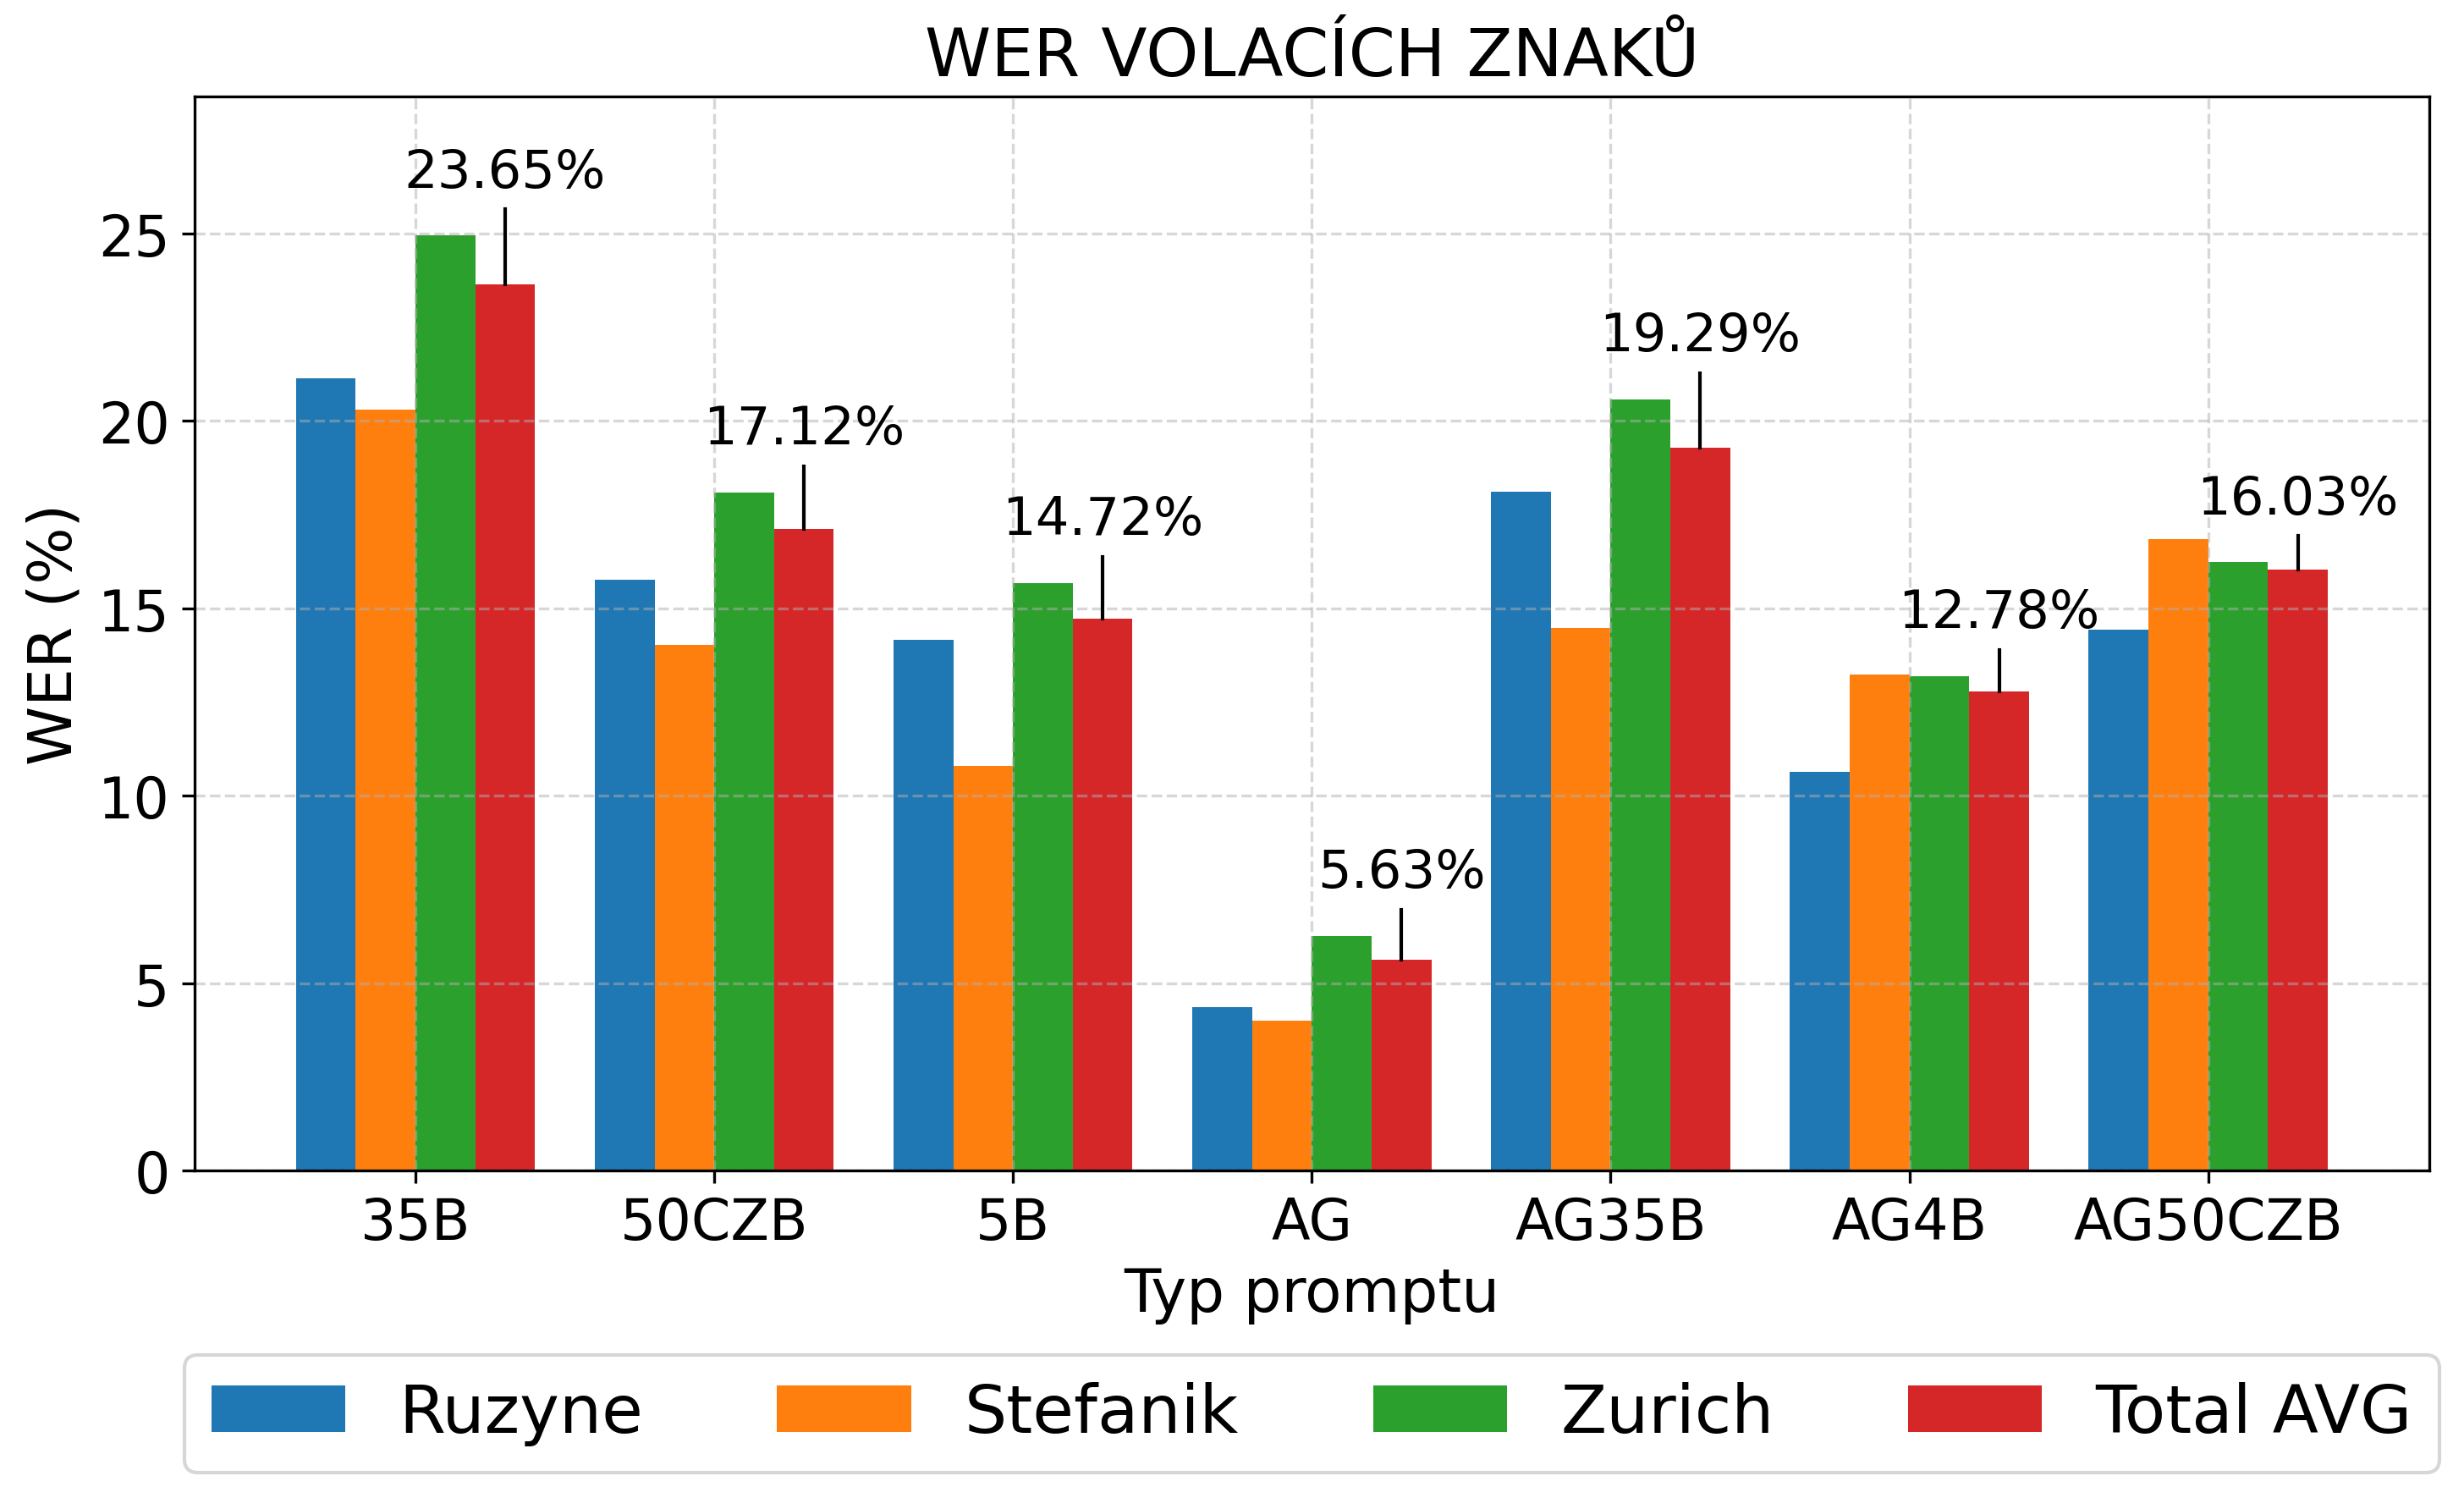 WER VOLACÍCH ZNAKŮ
WER (%)
25
20
15
10
5
0
23.65%
17.12%
14.72%
5.63%
19.29%
12.78%
16.03%
35B 50CZB 5B AG AG35B AG4B AG50CZB
Typ promptu
Ruzyne Stefanik Zurich Total AVG